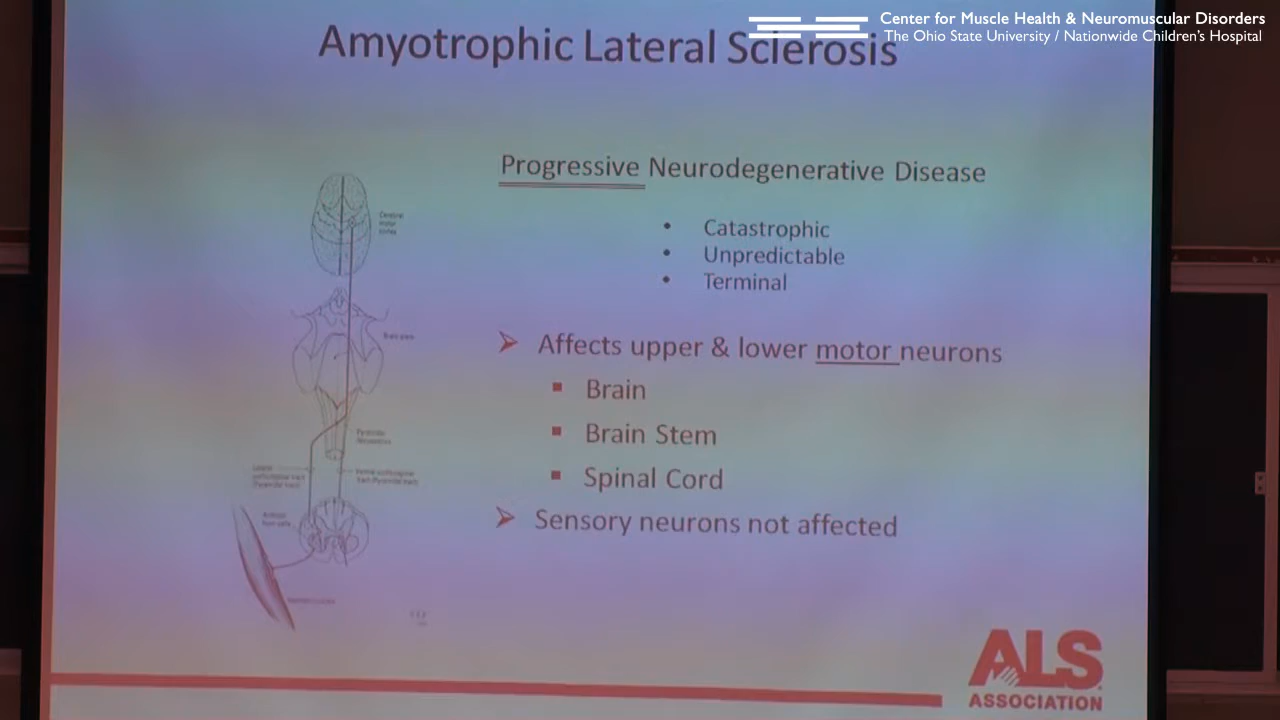 Center for Muscle Health & Neuromuscular Disorders
The Ohio State University / Nationwide Children's Hospital
Amyotrophic Lateral Sclerosis
Progressive Neurodegenerative Disease
• Catastrophic
• Unpredictable
• Terminal
➢ Affects upper & lower motor neurons
▪ Brain
▪ Brain Stem
▪ Spinal Cord
➢ Sensory neurons not affected
ALS
ASSOCIATION